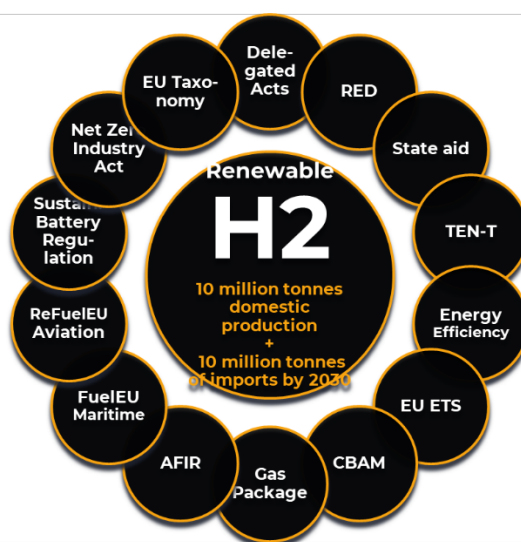 Dele-
gated
Acts
RED
State aid
TEN-T
Energy
Efficiency
EU ETS
CBAM
Gas
Package
AFIR
FuelEU
Maritime
ReFuelEU
Aviation
Battery
Regu-
lation
Net
Industry
Act
EU Taxo-
nomy
Renewable
H2
10 million tonnes
domestic
production
+
10 million tonnes
of imports by 2030